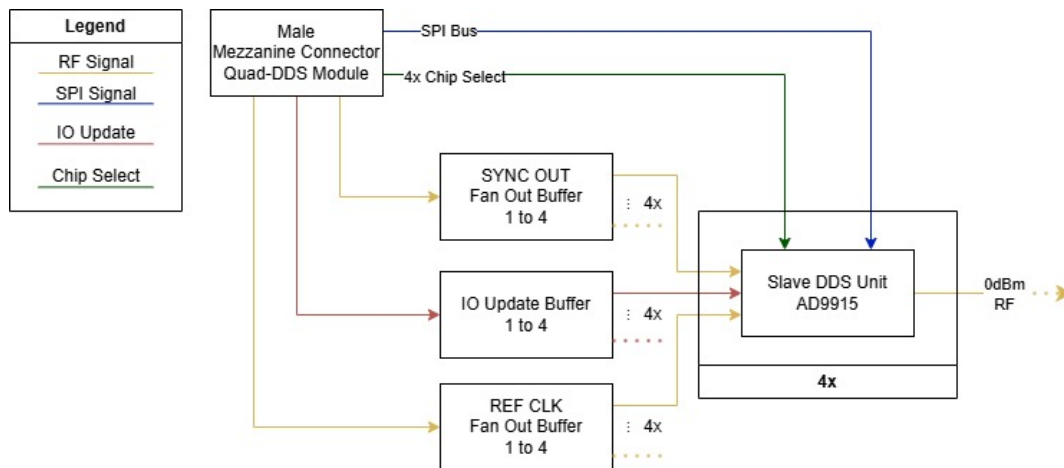 Legend
RF Signal
SPI Signal
IO Update
Chip Select
Male
Mezzanine Connector
Quad-DDS Module
SPI Bus
4x Chip Select
SYNC OUT
Fan Out Buffer
1 to 4
⋮ 4x
IO Update Buffer
1 to 4
⋮ 4x
REF CLK
Fan Out Buffer
1 to 4
⋮ 4x
Slave DDS Unit
AD9915
4x
0dBm
RF